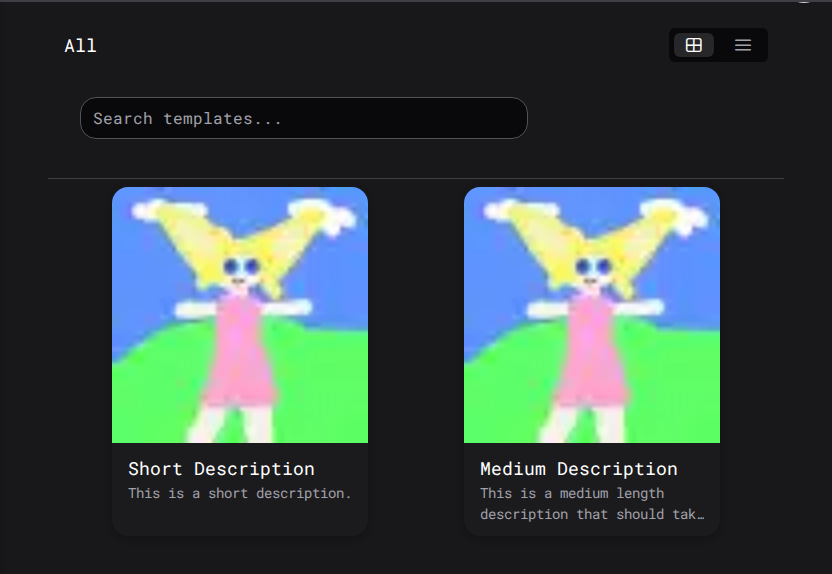 All
Search templates...
Short Description
This is a short description.
Medium Description
This is a medium length
description that should tak…